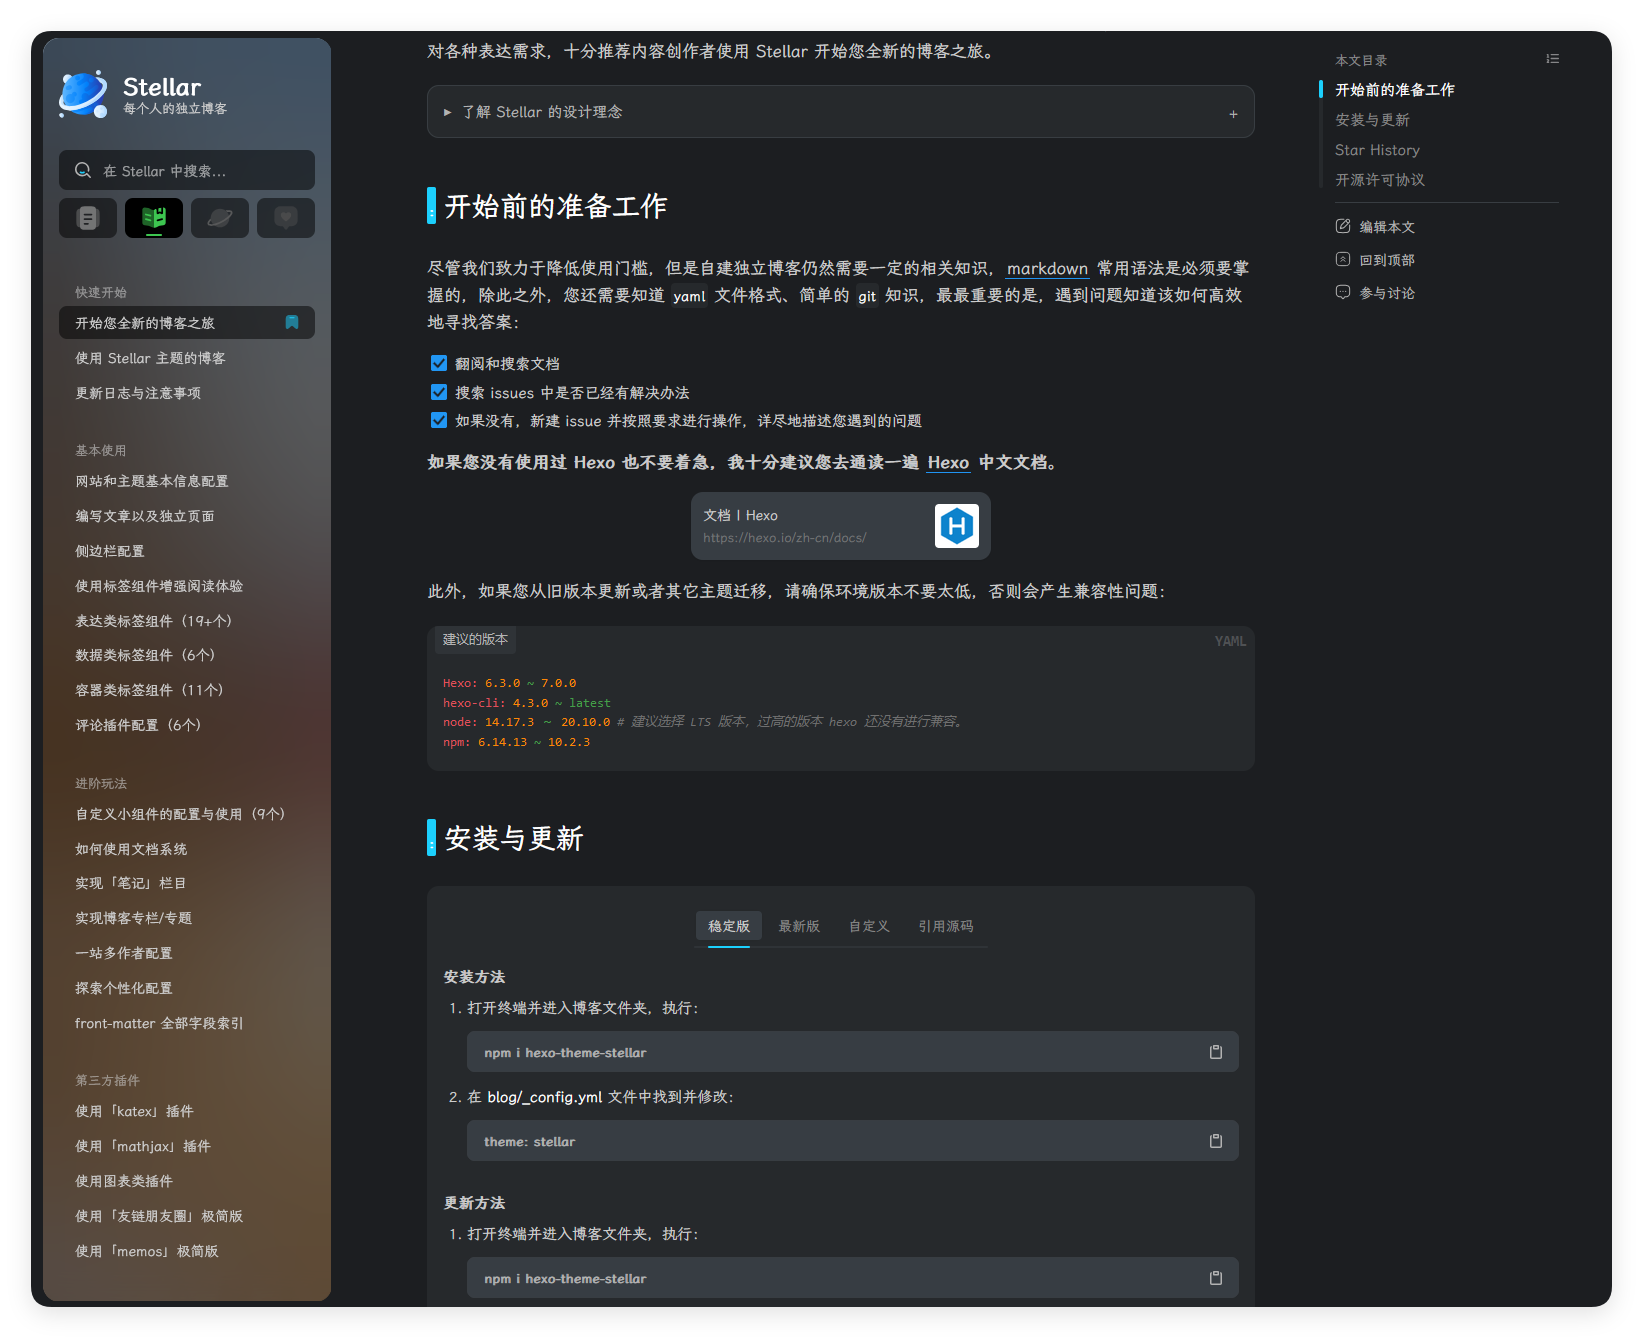 Stellar
每个人的独立博客
在 Stellar 中搜索...
快速开始
开始您全新的博客之旅
使用 Stellar 主题的博客
更新日志与注意事项
基本使用
网站和主题基本信息配置
编写文章以及独立页面
侧边栏配置
使用标签组件增强阅读体验
表达类标签组件（19+个）
数据类标签组件（6个）
容器类标签组件（11个）
评论插件配置（6个）
进阶玩法
自定义小组件的配置与使用（9个）
如何使用文档系统
实现「笔记」栏目
实现博客专栏/专题
一站多作者配置
探索个性化配置
front-matter 全部字段索引
第三方插件
使用「katex」插件
使用「mathjax」插件
使用图表类插件
使用「友链朋友圈」极简版
使用「memos」极简版
对各种表达需求，十分推荐内容创作者使用 Stellar 开始您全新的博客之旅。
了解 Stellar 的设计理念
+
开始前的准备工作
尽管我们致力于降低使用门槛，但是自建独立博客仍然需要一定的相关知识，markdown 常用语法是必须要掌
握的，除此之外，您还需要知道 yaml 文件格式、简单的 git 知识，最最重要的是，遇到问题知道该如何高效
地寻找答案：
翻阅和搜索文档
搜索 issues 中是否已经有解决办法
如果没有，新建 issue 并按照要求进行操作，详尽地描述您遇到的问题
如果您没有使用过 Hexo 也不要着急，我十分建议您去通读一遍 Hexo 中文文档。
文档 | Hexo
https://hexo.io/zh-cn/docs/
H
此外，如果您从旧版本更新或者其它主题迁移，请确保环境版本不要太低，否则会产生兼容性问题：
建议的版本
YAML
Hexo: 6.3.0 ~ 7.0.0
hexo-cli: 4.3.0 ~ latest
node: 14.17.3 ~ 20.10.0 # 建议选择 LTS 版本，过高的版本 hexo 还没有进行兼容。
npm: 6.14.13 ~ 10.2.3
安装与更新
稳定版 最新版 自定义 引用源码
安装方法
1. 打开终端并进入博客文件夹，执行：
npm i hexo-theme-stellar
2. 在 blog/_config.yml 文件中找到并修改：
theme: stellar
更新方法
1. 打开终端并进入博客文件夹，执行：
npm i hexo-theme-stellar
本文目录
开始前的准备工作
安装与更新
Star History
开源许可协议
编辑本文
回到顶部
参与讨论